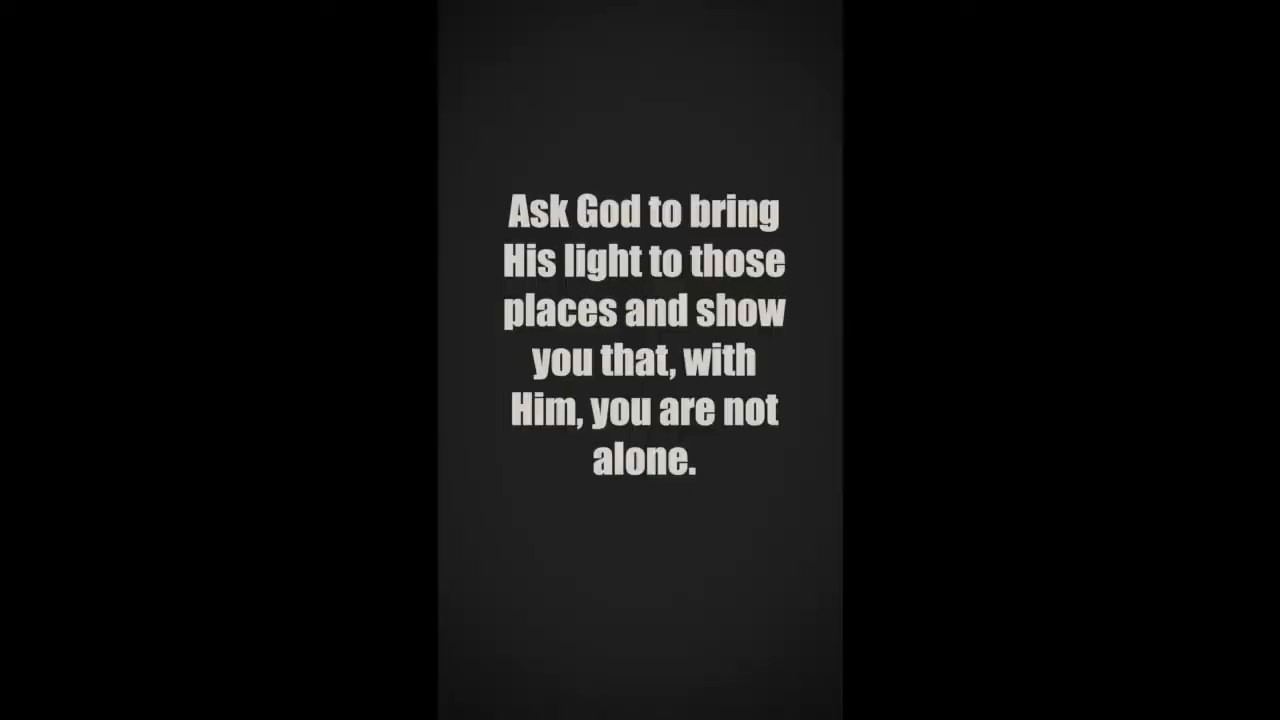 Ask God to bring
His light to those
places and show
you that, with
Him, you are not
alone.